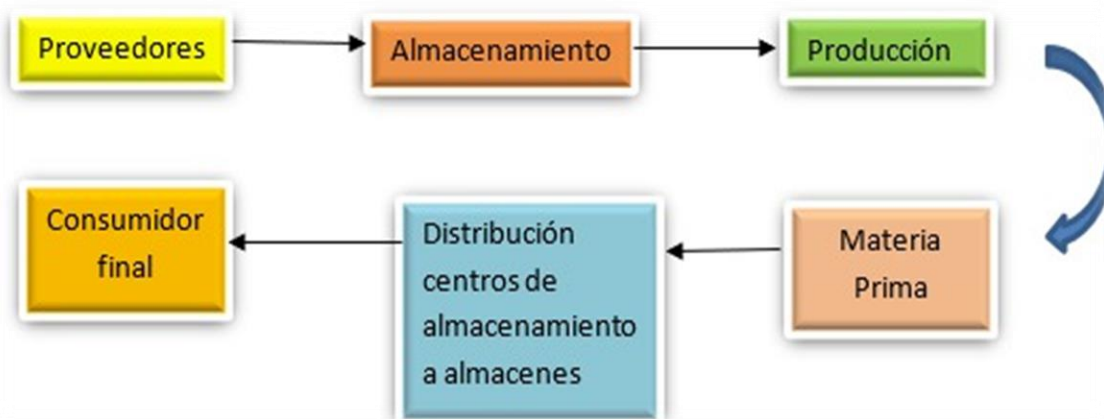 Proveedores
Almacenamiento
Producción
Materia
Prima
Distribución
centros de
almacenamiento
a almacenes
Consumidor
final